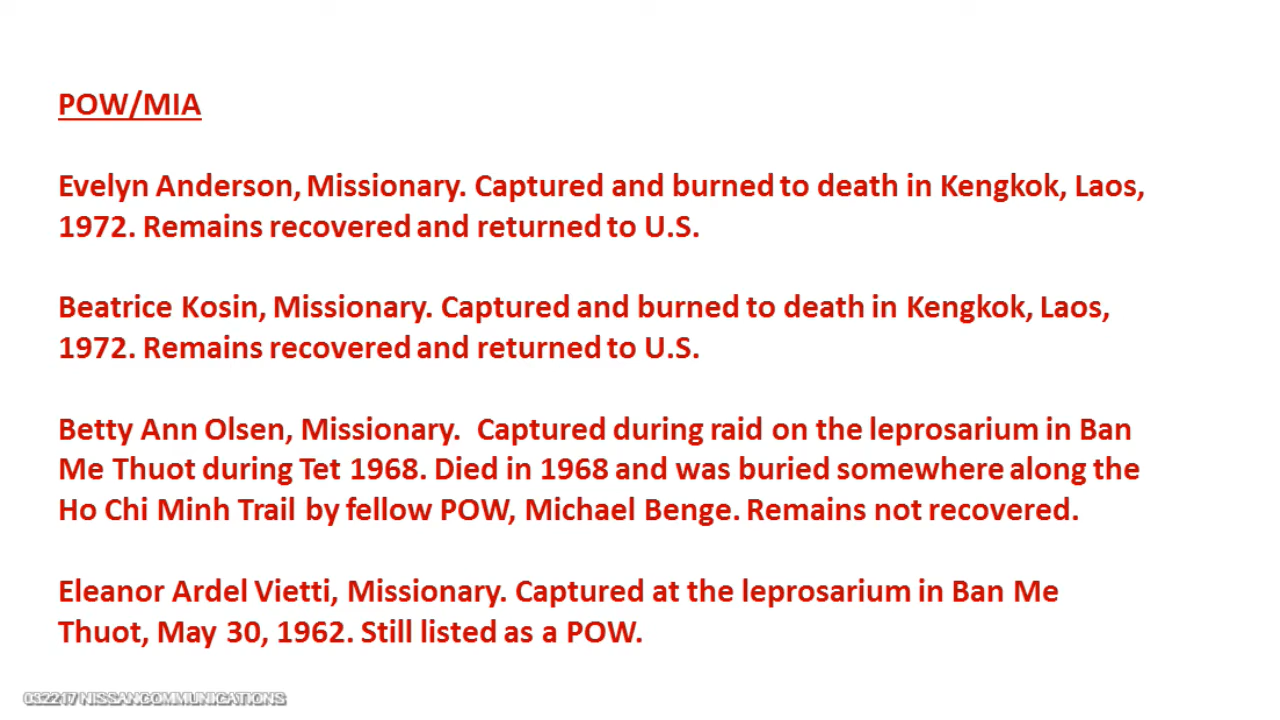 POW/MIA
Evelyn Anderson, Missionary. Captured and burned to death in Kengkok, Laos,
1972. Remains recovered and returned to U.S.
Beatrice Kosin, Missionary. Captured and burned to death in Kengkok, Laos,
1972. Remains recovered and returned to U.S.
Betty Ann Olsen, Missionary.  Captured during raid on the leprosarium in Ban
Me Thuot during Tet 1968. Died in 1968 and was buried somewhere along the
Ho Chi Minh Trail by fellow POW, Michael Benge. Remains not recovered.
Eleanor Ardel Vietti, Missionary. Captured at the leprosarium in Ban Me
Thuot, May 30, 1962. Still listed as a POW.
032217 NISSANCOMMUNICATIONS